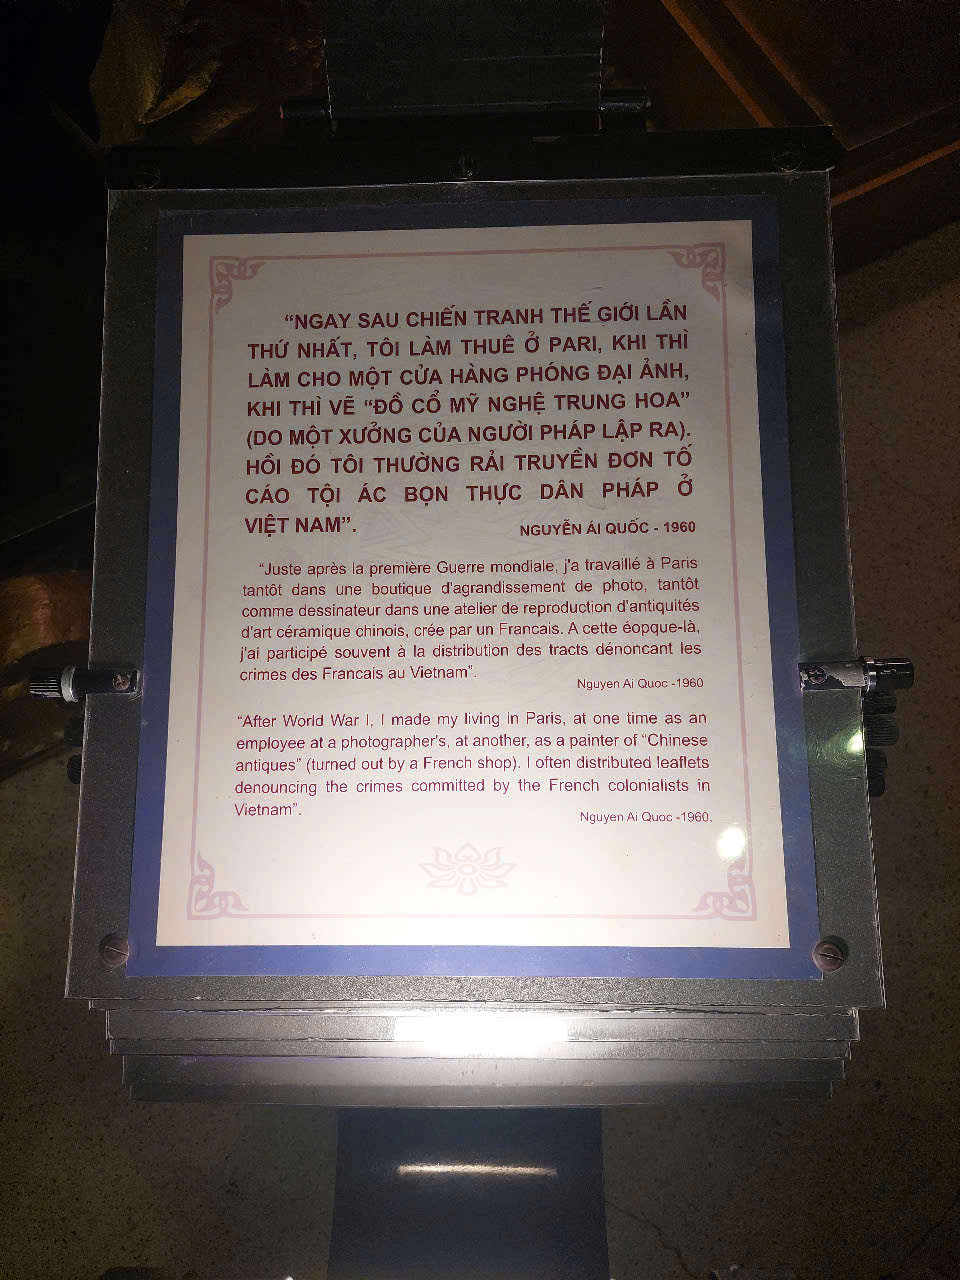 “NGAY SAU CHIẾN TRANH THẾ GIỚI LẦN
THỨ NHẤT, TÔI LÀM THUÊ Ở PARI, KHI THÌ
LÀM CHO MỘT CỬA HÀNG PHÓNG ĐẠI ẢNH,
KHI THÌ VẼ “ĐỒ CỔ MỸ NGHỆ TRUNG HOA”
(DO MỘT XƯỞNG CỦA NGƯỜI PHÁP LẬP RA).
HỒI ĐÓ TÔI THƯỜNG RẢI TRUYỀN ĐƠN TỐ
CÁO TỘI ÁC BỌN THỰC DÂN PHÁP Ở
VIỆT NAM”.
NGUYỄN ÁI QUỐC - 1960
“Juste après la première Guerre mondiale, j'a travaillé à Paris
tantôt dans une boutique d'agrandissement de photo, tantôt
comme dessinateur dans une atelier de reproduction d'antiquités
d'art céramique chinois, crée par un Francais. A cette éopque-là,
j'ai participé souvent à la distribution des tracts dénoncant les
crimes des Francais au Vietnam”.
Nguyen Ai Quoc -1960
“After World War I, I made my living in Paris, at one time as an
employee at a photographer's, at another, as a painter of “Chinese
antiques” (turned out by a French shop). I often distributed leaflets
denouncing the crimes committed by the French colonialists in
Vietnam”.
Nguyen Ai Quoc -1960.